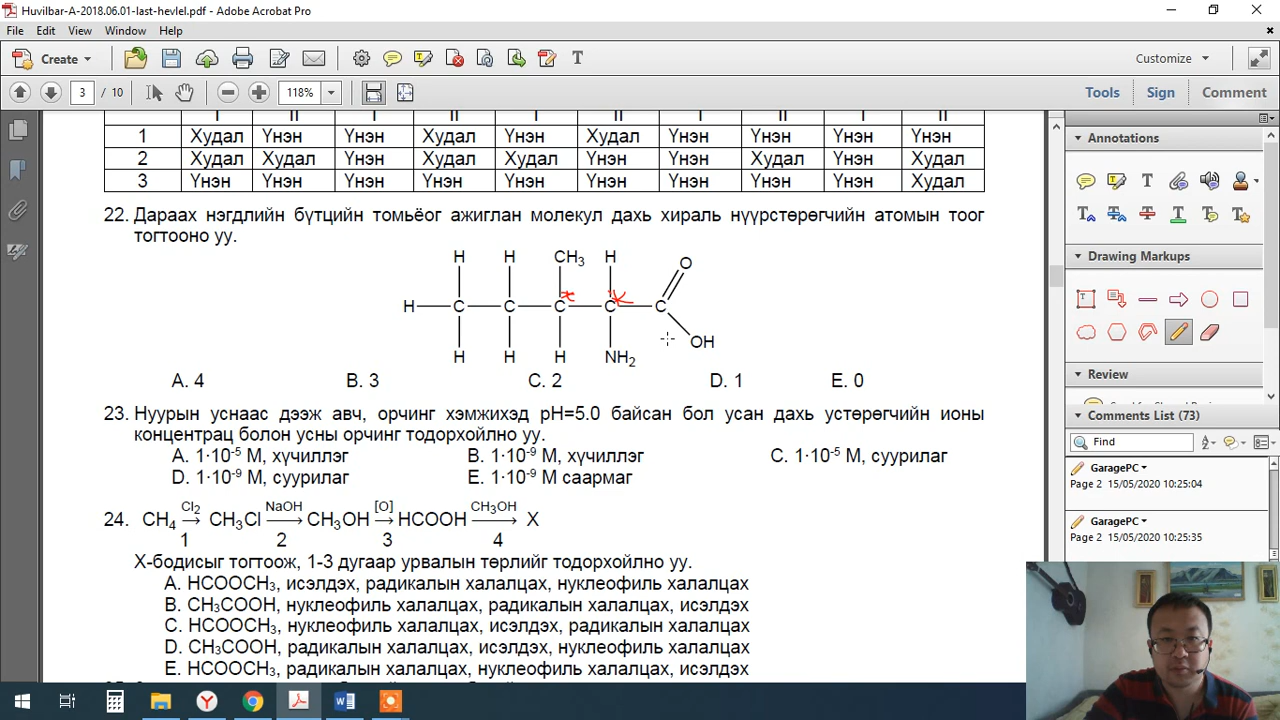 Huvilbar-A-2018.06.01-last-hevlel.pdf - Adobe Acrobat Pro
File Edit View Window Help
Create
Customize
3 / 10
118%
Tools Sign Comment
I II I II I II I II I II
1 Худал Үнэн Үнэн Худал Үнэн Худал Үнэн Үнэн Үнэн Үнэн
2 Худал Худал Үнэн Худал Худал Үнэн Үнэн Худал Үнэн Худал
3 Үнэн Үнэн Үнэн Үнэн Үнэн Үнэн Үнэн Үнэн Үнэн Худал
22. Дараах нэгдлийн бүтцийн томьёог ажиглан молекул дахь хираль нүүрстөрөгчийн атомын тоог
тогтооно уу.
H H CH3 H O
H C C C C C
OH
H H H NH2
A. 4 B. 3 C. 2 D. 1 E. 0
23. Нуурын уснаас дээж авч, орчинг хэмжихэд pH=5.0 байсан бол усан дахь устөрөгчийн ионы
концентрац болон усны орчинг тодорхойлно уу.
A. 1·10-5 М, хүчиллэг B. 1·10-9 М, хүчиллэг C. 1·10-5 М, суурилаг
D. 1·10-9 М, суурилаг E. 1·10-9 М саармаг
Cl2 NaOH [O] CH3OH
24. CH4 → CH3Cl → CH3OH → HCOOH → X
1 2 3 4
Х-бодисыг тогтоож, 1-3 дугаар урвалын төрлийг тодорхойлно уу.
A. HCOOCH3, исэлдэх, радикалын халалцах, нуклеофиль халалцах
B. CH3COOH, нуклеофиль халалцах, радикалын халалцах, исэлдэх
C. HCOOCH3, нуклеофиль халалцах, исэлдэх, радикалын халалцах
D. CH3COOH, радикалын халалцах, исэлдэх, нуклеофиль халалцах
E. HCOOCH3, радикалын халалцах, нуклеофиль халалцах, исэлдэх
Annotations
Drawing Markups
Review
Comments List (73)
Find
GaragePC
Page 2 15/05/2020 10:25:04
GaragePC
Page 2 15/05/2020 10:25:35